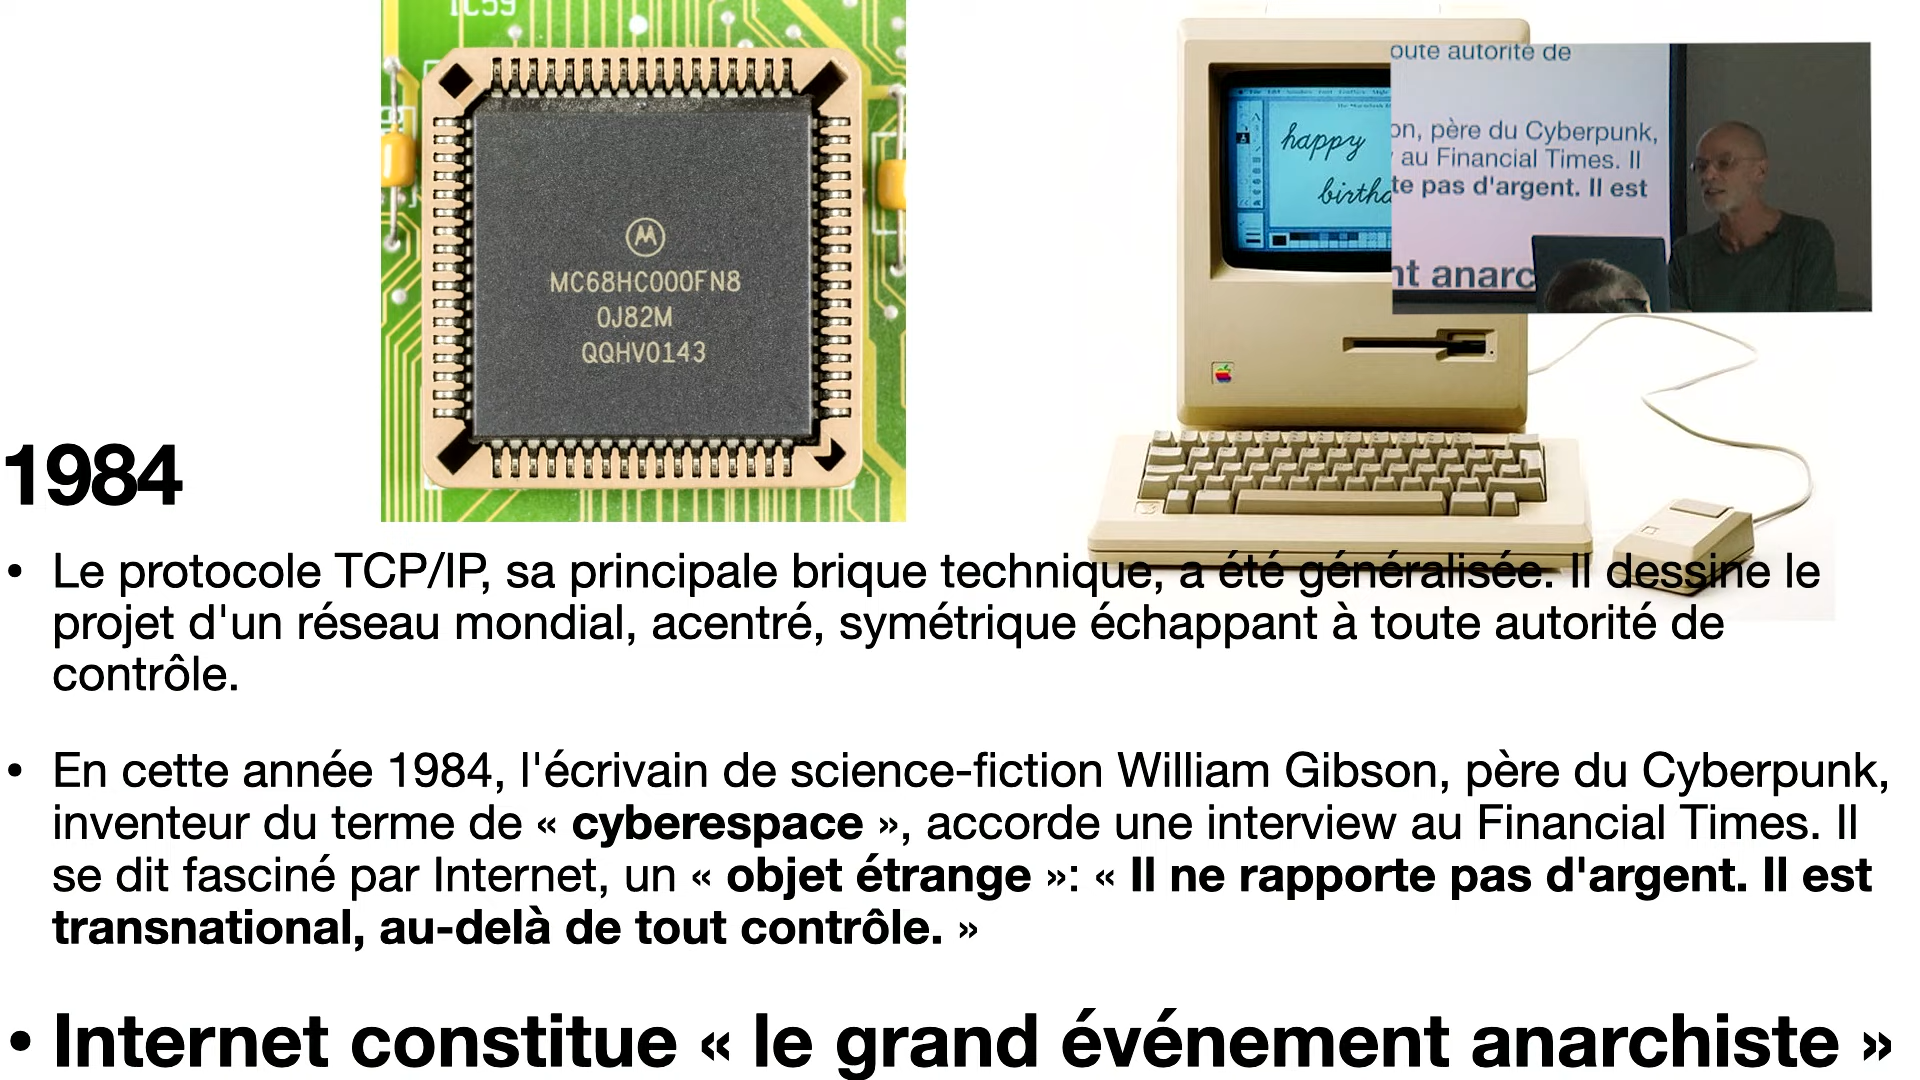 IC59
MC68HC000FN8
0J82M
QQHV0143
happy
birthd
oute autorité de
on, père du Cyberpunk,
au Financial Times. Il
te pas d'argent. Il est
nt anarc
1984
• Le protocole TCP/IP, sa principale brique technique, a été généralisée. Il dessine le
projet d'un réseau mondial, acentré, symétrique échappant à toute autorité de
contrôle.
• En cette année 1984, l'écrivain de science-fiction William Gibson, père du Cyberpunk,
inventeur du terme de « cyberespace », accorde une interview au Financial Times. Il
se dit fasciné par Internet, un « objet étrange »: « Il ne rapporte pas d'argent. Il est
transnational, au-delà de tout contrôle. »
• Internet constitue « le grand événement anarchiste »